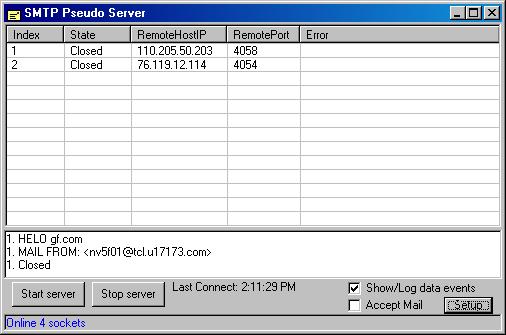 SMTP Pseudo Server
Index State RemoteHostIP RemotePort Error
1 Closed 110.205.50.203 4058
2 Closed 76.119.12.114 4054
1. HELO gf.com
1. MAIL FROM: <nv5f01@tcl.u17173.com>
1. Closed
Start server Stop server Last Connect: 2:11:29 PM Show/Log data events
Accept Mail Setup
Online 4 sockets